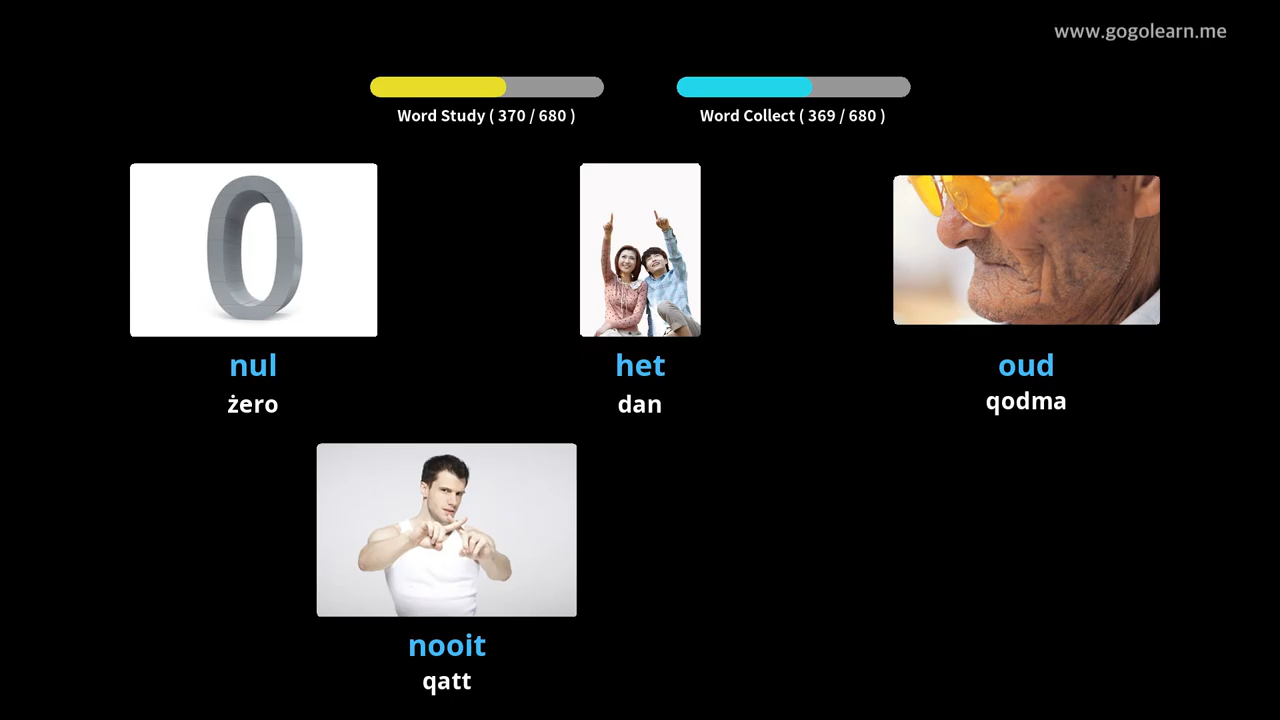 www.gogolearn.me
Word Study ( 370 / 680 )
Word Collect ( 369 / 680 )
0
nul
żero
het
dan
oud
qodma
nooit
qatt